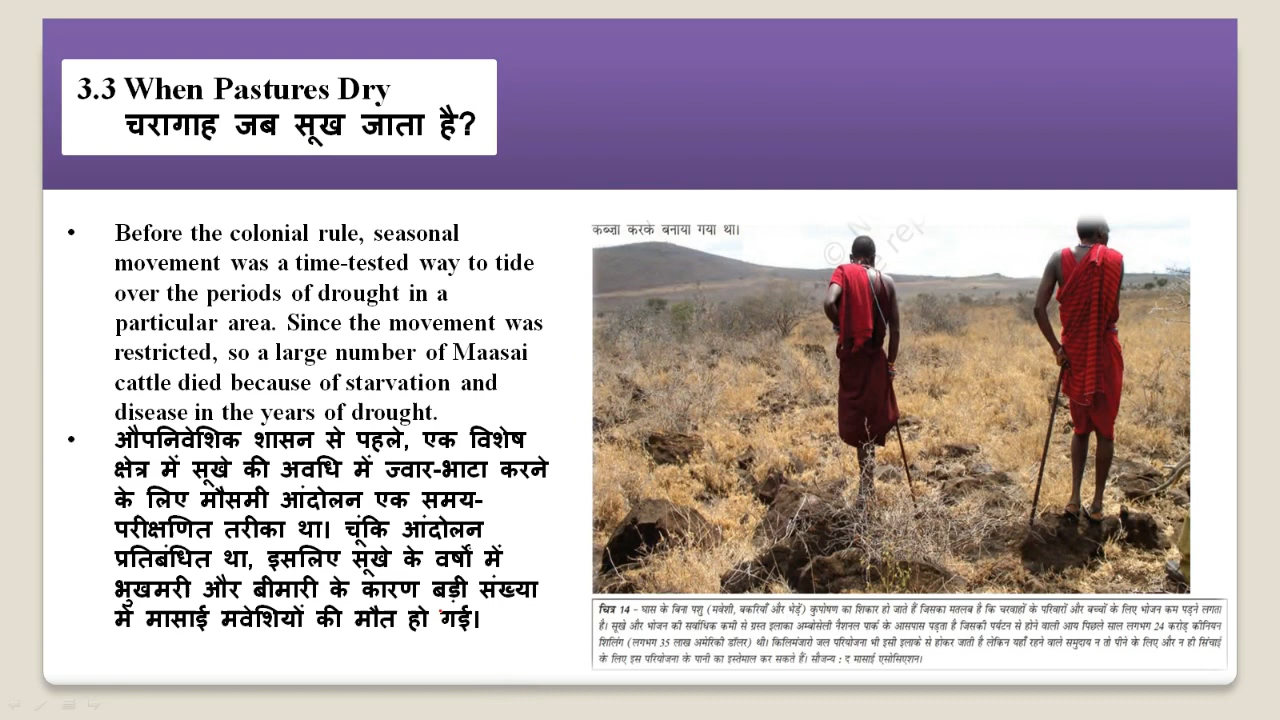 3.3 When Pastures Dry
चरागाह जब सूख जाता है?
• Before the colonial rule, seasonal
movement was a time-tested way to tide
over the periods of drought in a
particular area. Since the movement was
restricted, so a large number of Maasai
cattle died because of starvation and
disease in the years of drought.
• औपनिवेशिक शासन से पहले, एक विशेष
क्षेत्र में सूखे की अवधि में ज्वार-भाटा करने
के लिए मौसमी आंदोलन एक समय-
परीक्षणित तरीका था। चूंकि आंदोलन
प्रतिबंधित था, इसलिए सूखे के वर्षों में
भुखमरी और बीमारी के कारण बड़ी संख्या
में मासाई मवेशियों की मौत हो गई।
कब्ज़ा करके बनाया गया था।
चित्र 14 - घास के बिना पशु (मवेशी, बकरियाँ और भेड़ें) कुपोषण का शिकार हो जाते हैं जिसका मतलब है कि चरवाहों के परिवारों और बच्चों के लिए भोजन कम पड़ने लगता
है। सूखे और भोजन की सर्वाधिक कमी से ग्रस्त इलाका अम्बोसेली नैशनल पार्क के आसपास पड़ता है जिसकी पर्यटन से होने वाली आय पिछले साल लगभग 24 करोड़ कीनियन
शिलिंग (लगभग 35 लाख अमेरिकी डॉलर) थी। किलिमंजारो जल परियोजना भी इसी इलाके से होकर जाती है लेकिन यहाँ रहने वाले समुदाय न तो पीने के लिए और न ही सिंचाई
के लिए इस परियोजना के पानी का इस्तेमाल कर सकते हैं। सौजन्य : द मासाई एसोसिएशन।